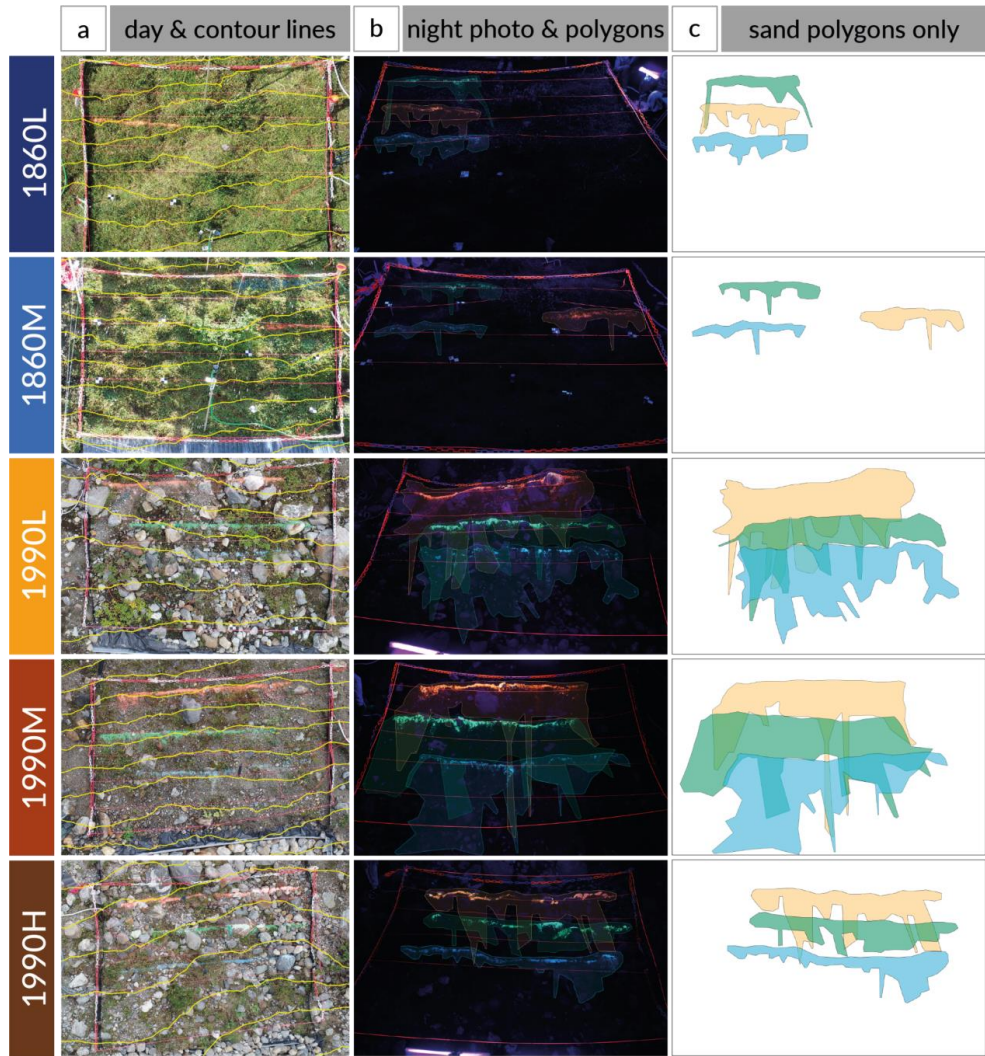 a day & contour lines b night photo & polygons c sand polygons only
1860L
1860M
1990L
1990M
1990H